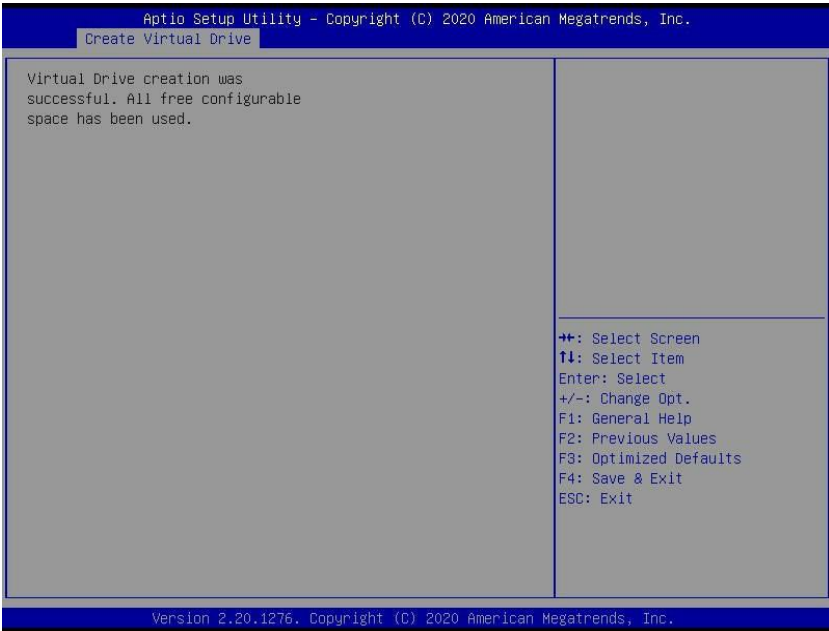 Aptio Setup Utility – Copyright (C) 2020 American Megatrends, Inc.
Create Virtual Drive
Virtual Drive creation was
successful. All free configurable
space has been used.
→←: Select Screen
↑↓: Select Item
Enter: Select
+/-: Change Opt.
F1: General Help
F2: Previous Values
F3: Optimized Defaults
F4: Save & Exit
ESC: Exit
Version 2.20.1276. Copyright (C) 2020 American Megatrends, Inc.